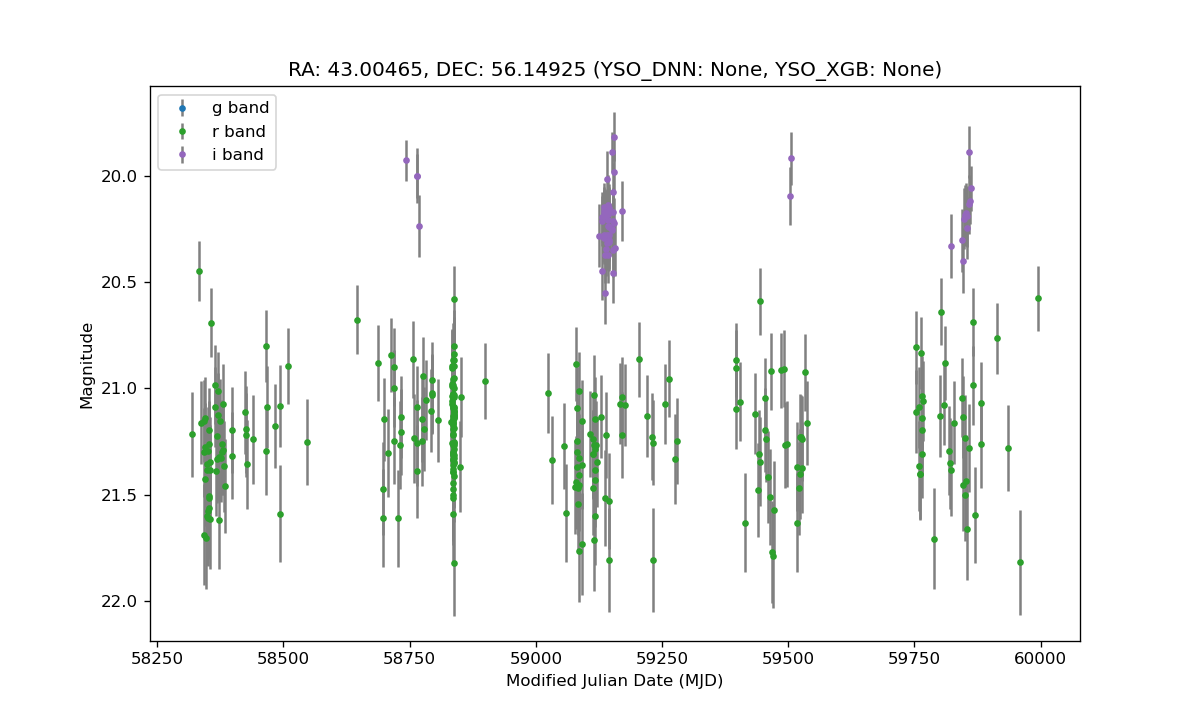 RA: 43.00465, DEC: 56.14925 (YSO_DNN: None, YSO_XGB: None)
g band
r band
i band
20.0
20.5
21.0
21.5
22.0
Magnitude
58250 58500 58750 59000 59250 59500 59750 60000
Modified Julian Date (MJD)